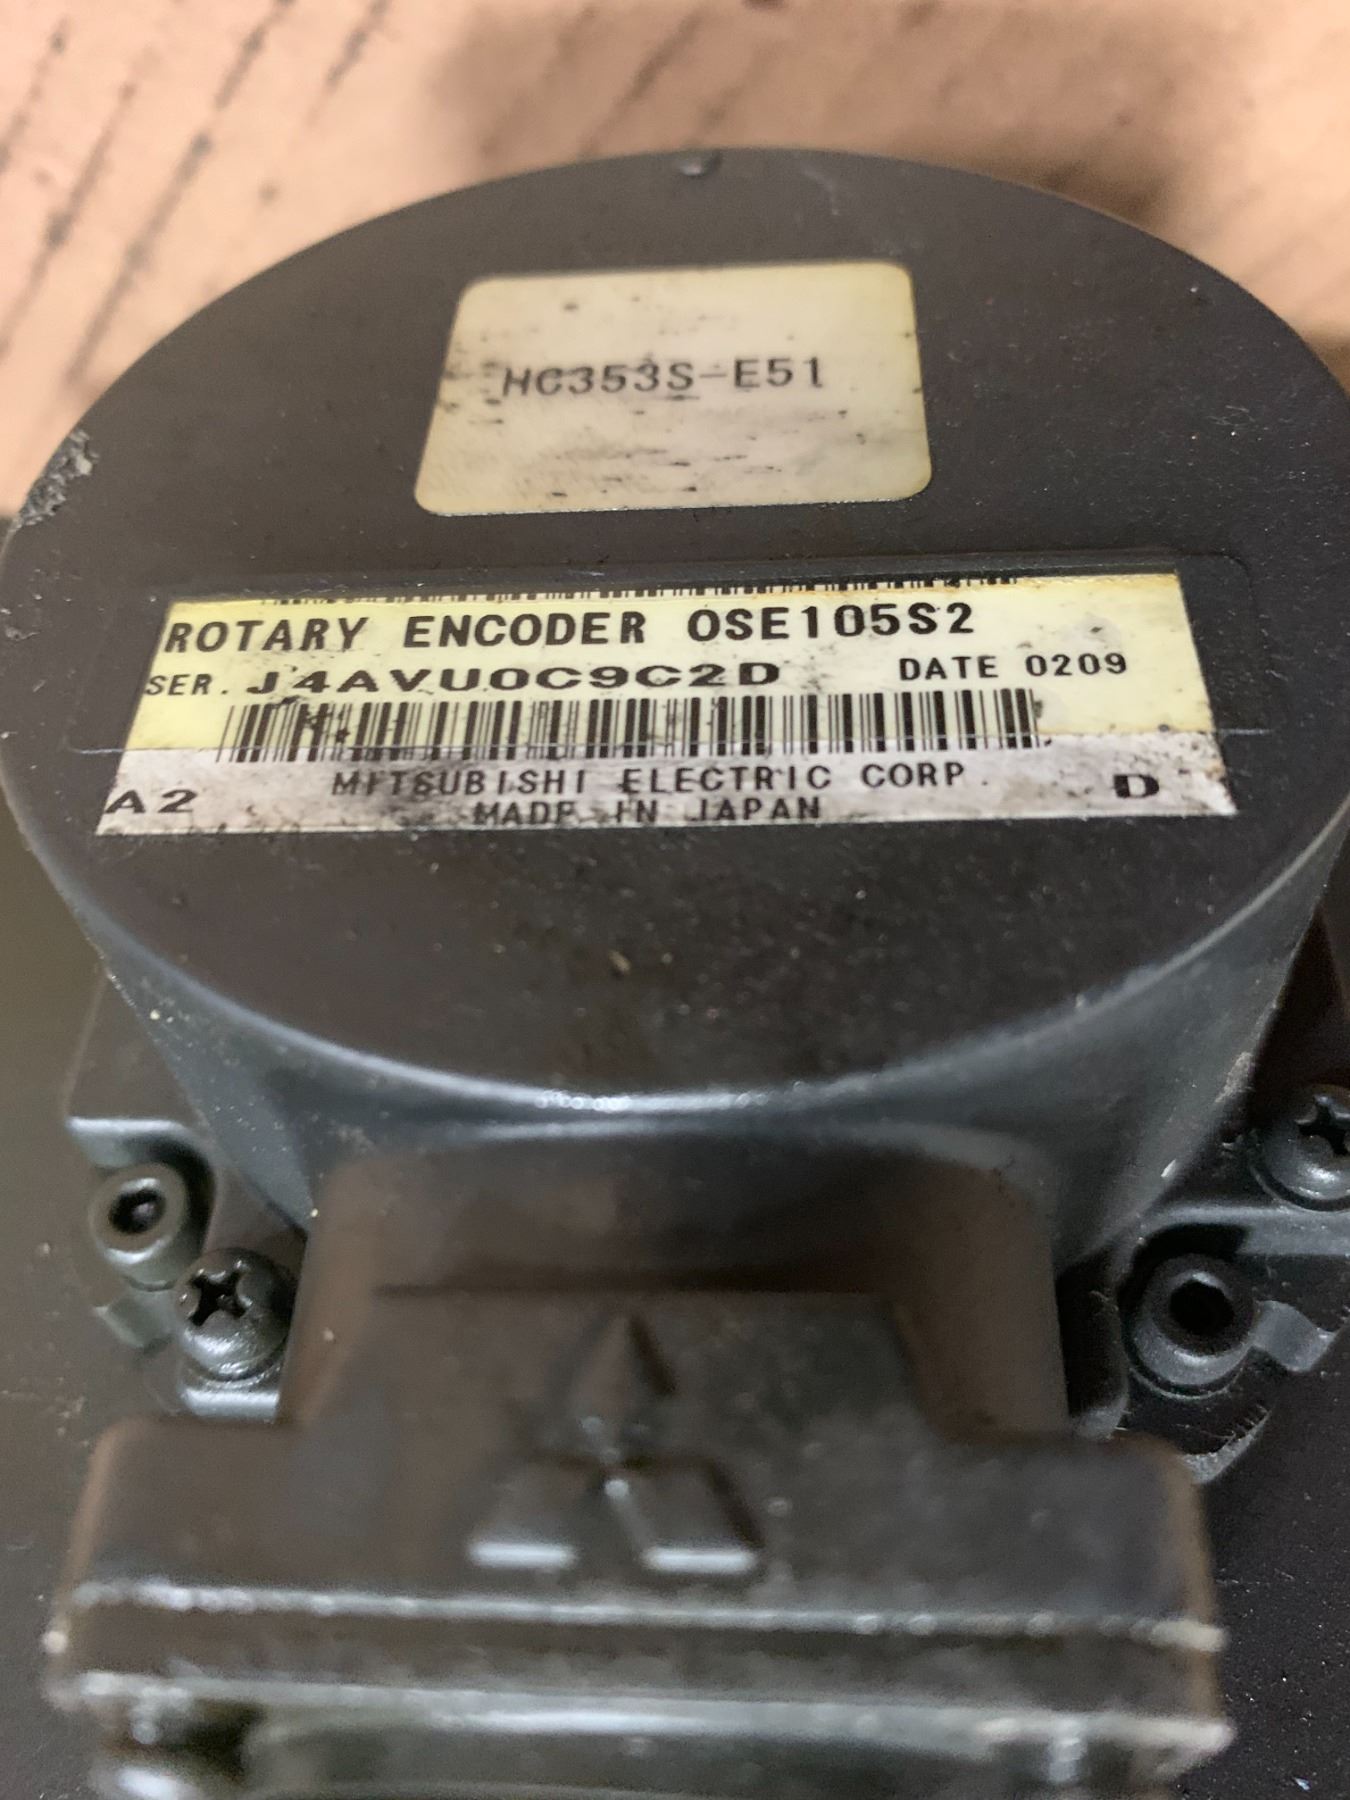 HC353S-E51
ROTARY ENCODER OSE105S2
SER. J4AVU0C9C2D DATE 0209
MITSUBISHI ELECTRIC CORP.
A2 D
MADE IN JAPAN